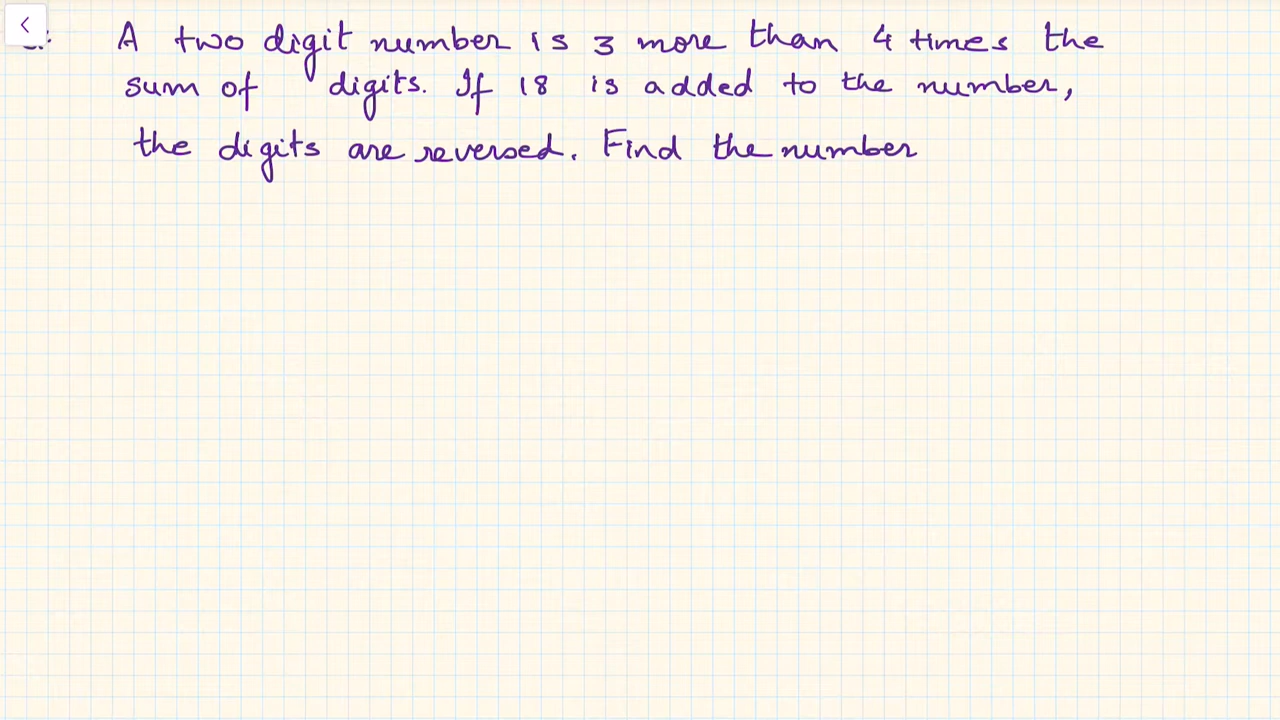 A two digit number is 3 more than 4 times the
sum of digits. If 18 is added to the number,
the digits are reversed. Find the number